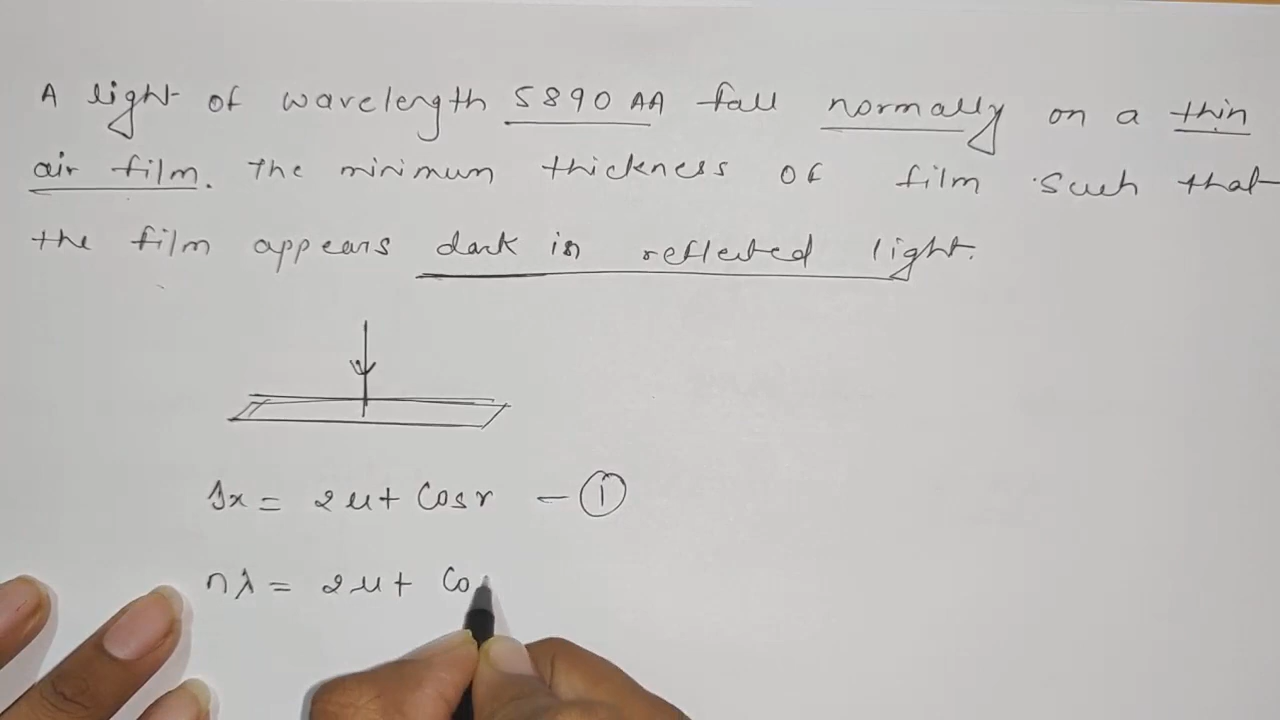 A light of wavelength 5890 AA fall normally on a thin
air film. The minimum thickness of film such that
the film appears dark in reflected light.
Δx = 2μt Cosr — ①
nλ = 2μt Co